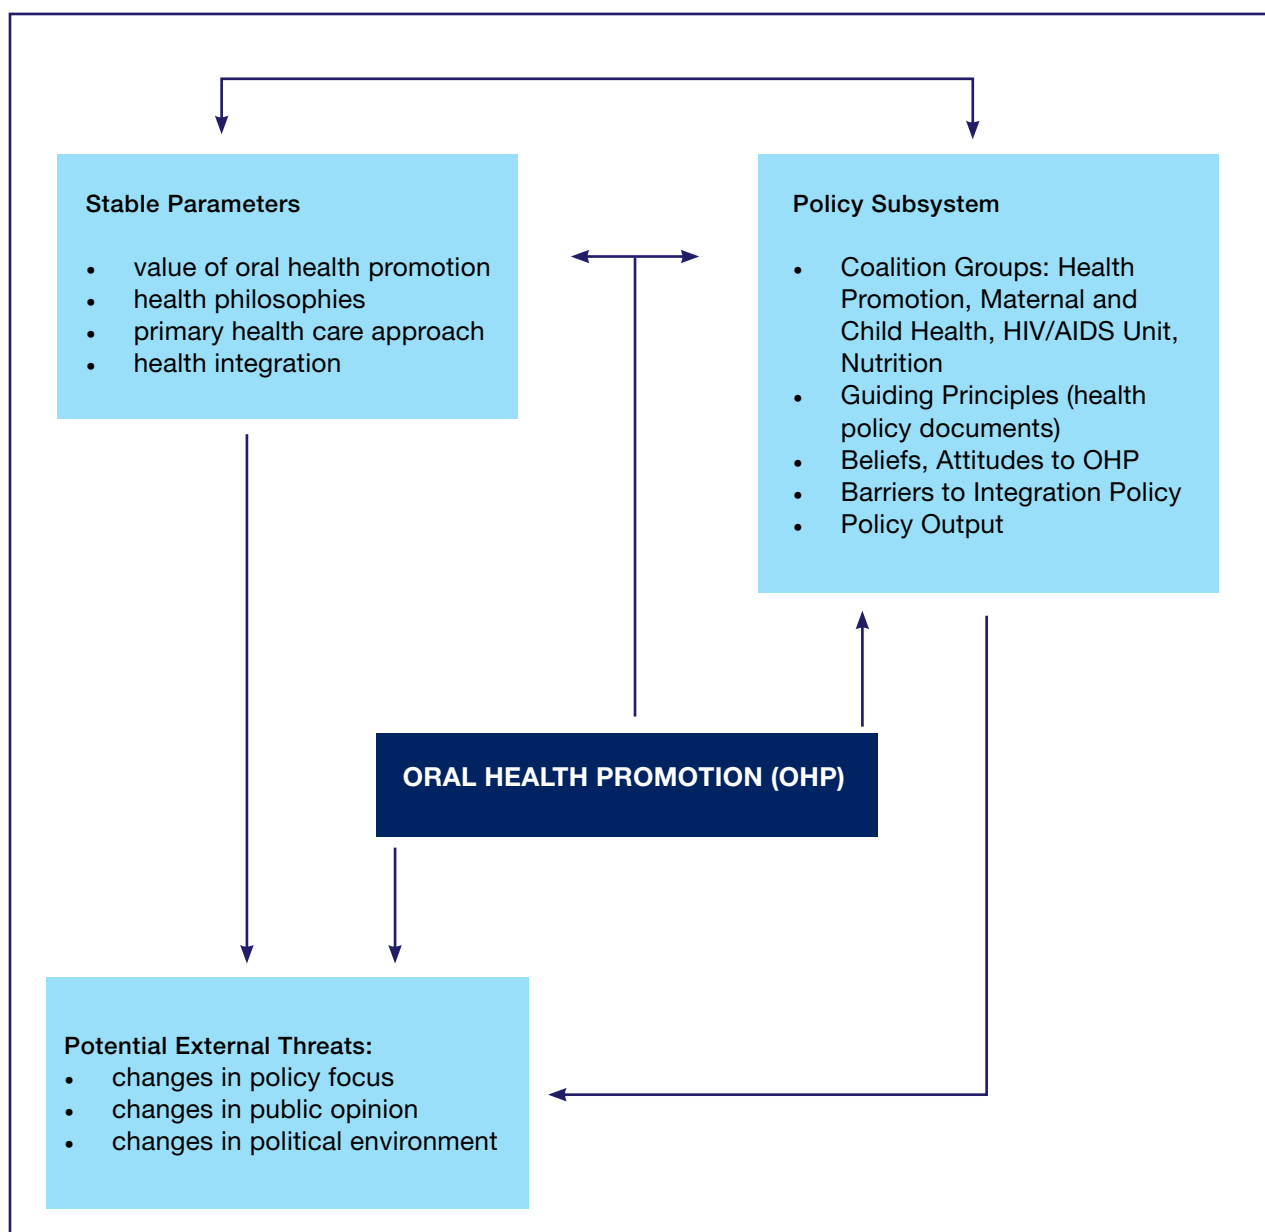 Stable Parameters
• value of oral health promotion
• health philosophies
• primary health care approach
• health integration
Policy Subsystem
• Coalition Groups: Health
Promotion, Maternal and
Child Health, HIV/AIDS Unit,
Nutrition
• Guiding Principles (health
policy documents)
• Beliefs, Attitudes to OHP
• Barriers to Integration Policy
• Policy Output
ORAL HEALTH PROMOTION (OHP)
Potential External Threats:
• changes in policy focus
• changes in public opinion
• changes in political environment